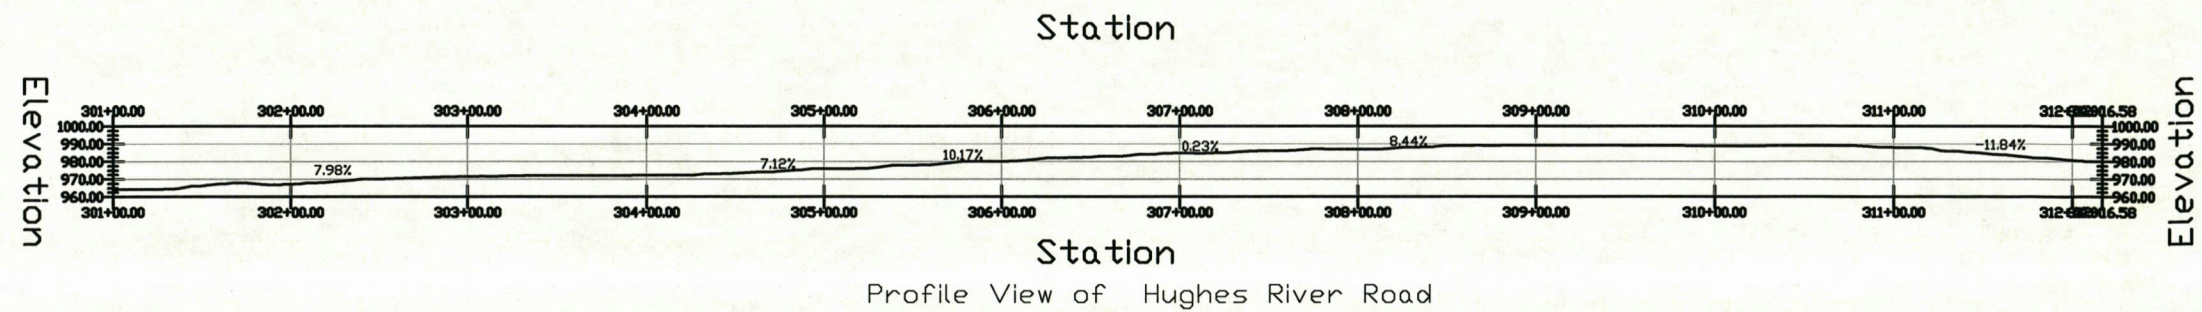 Station
Elevation
Elevation
301+00.00 302+00.00 303+00.00 304+00.00 305+00.00 306+00.00 307+00.00 308+00.00 309+00.00 310+00.00 311+00.00
1000.00 1000.00
990.00 990.00
980.00 980.00
970.00 970.00
960.00 960.00
7.98% 7.12% 10.17% 0.23% 8.44% -11.84%
301+00.00 302+00.00 303+00.00 304+00.00 305+00.00 306+00.00 307+00.00 308+00.00 309+00.00 310+00.00 311+00.00
Station
Profile View of Hughes River Road